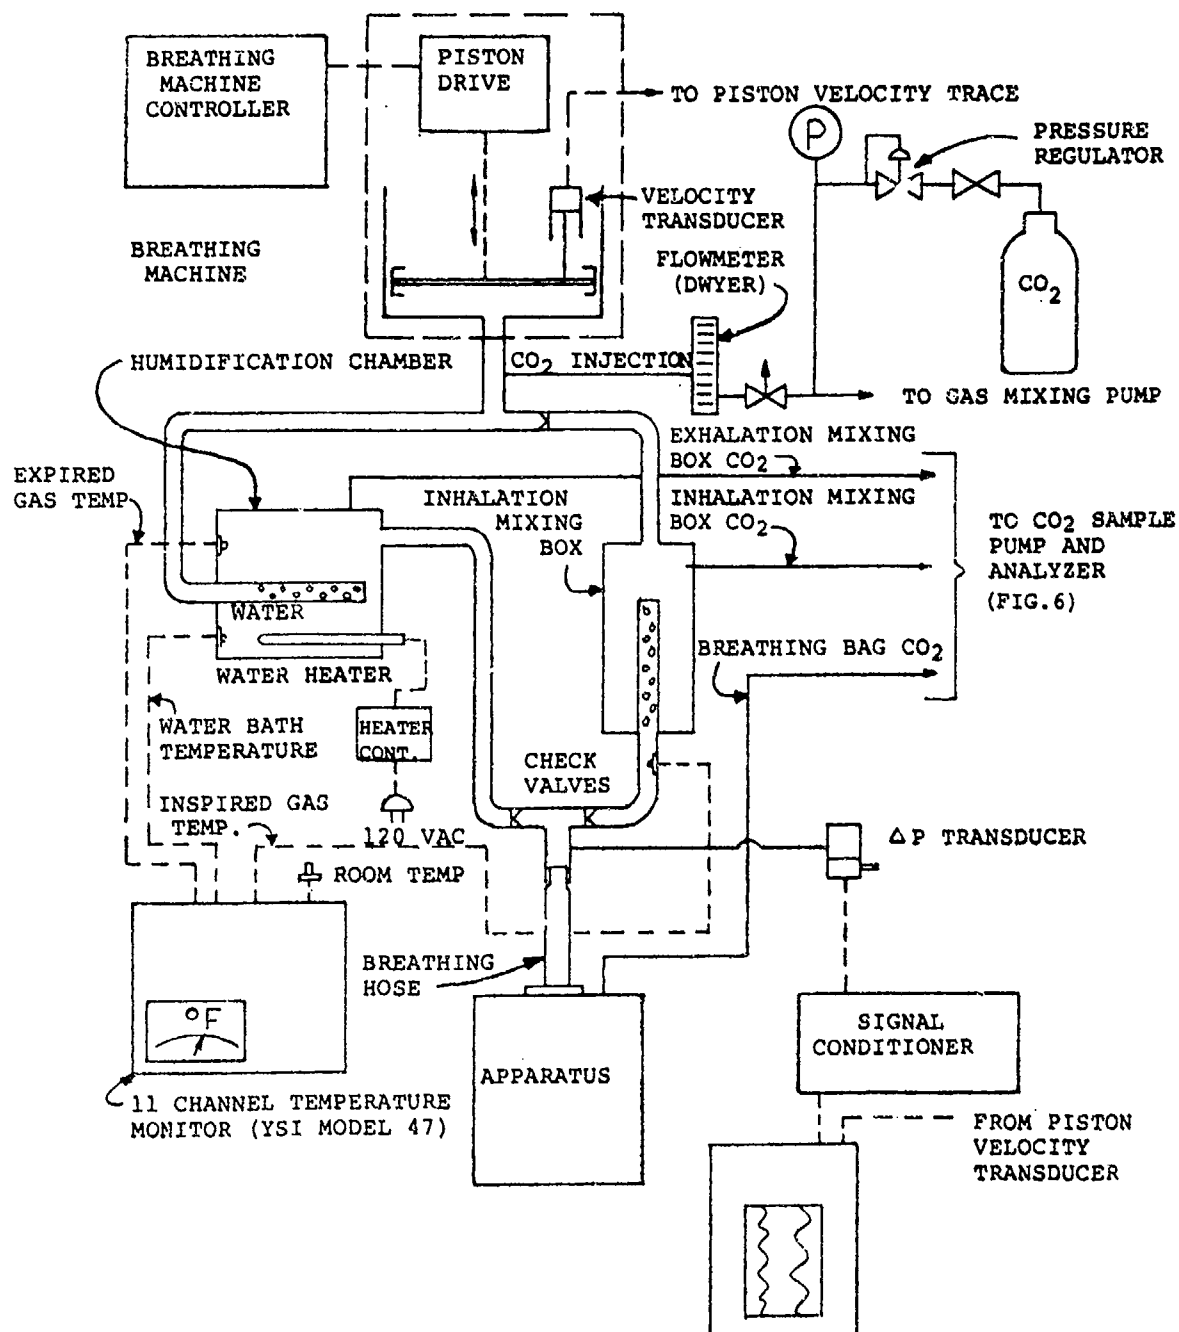 BREATHING
MACHINE
CONTROLLER
PISTON
DRIVE
TO PISTON VELOCITY TRACE
P
PRESSURE
REGULATOR
VELOCITY
TRANSDUCER
BREATHING
MACHINE
FLOWMETER
(DWYER)
CO2
HUMIDIFICATION CHAMBER
CO2 INJECTION
TO GAS MIXING PUMP
EXHALATION MIXING
BOX CO2
EXPIRED
GAS TEMP
INHALATION
MIXING
BOX
INHALATION MIXING
BOX CO2
TO CO2 SAMPLE
PUMP AND
ANALYZER
(FIG.6)
WATER
WATER HEATER
BREATHING BAG CO2
WATER BATH
TEMPERATURE
HEATER
CONT.
CHECK
VALVES
INSPIRED GAS
TEMP.
120 VAC
ΔP TRANSDUCER
ROOM TEMP
BREATHING
HOSE
°F
SIGNAL
CONDITIONER
APPARATUS
11 CHANNEL TEMPERATURE
MONITOR (YSI MODEL 47)
FROM PISTON
VELOCITY
TRANSDUCER